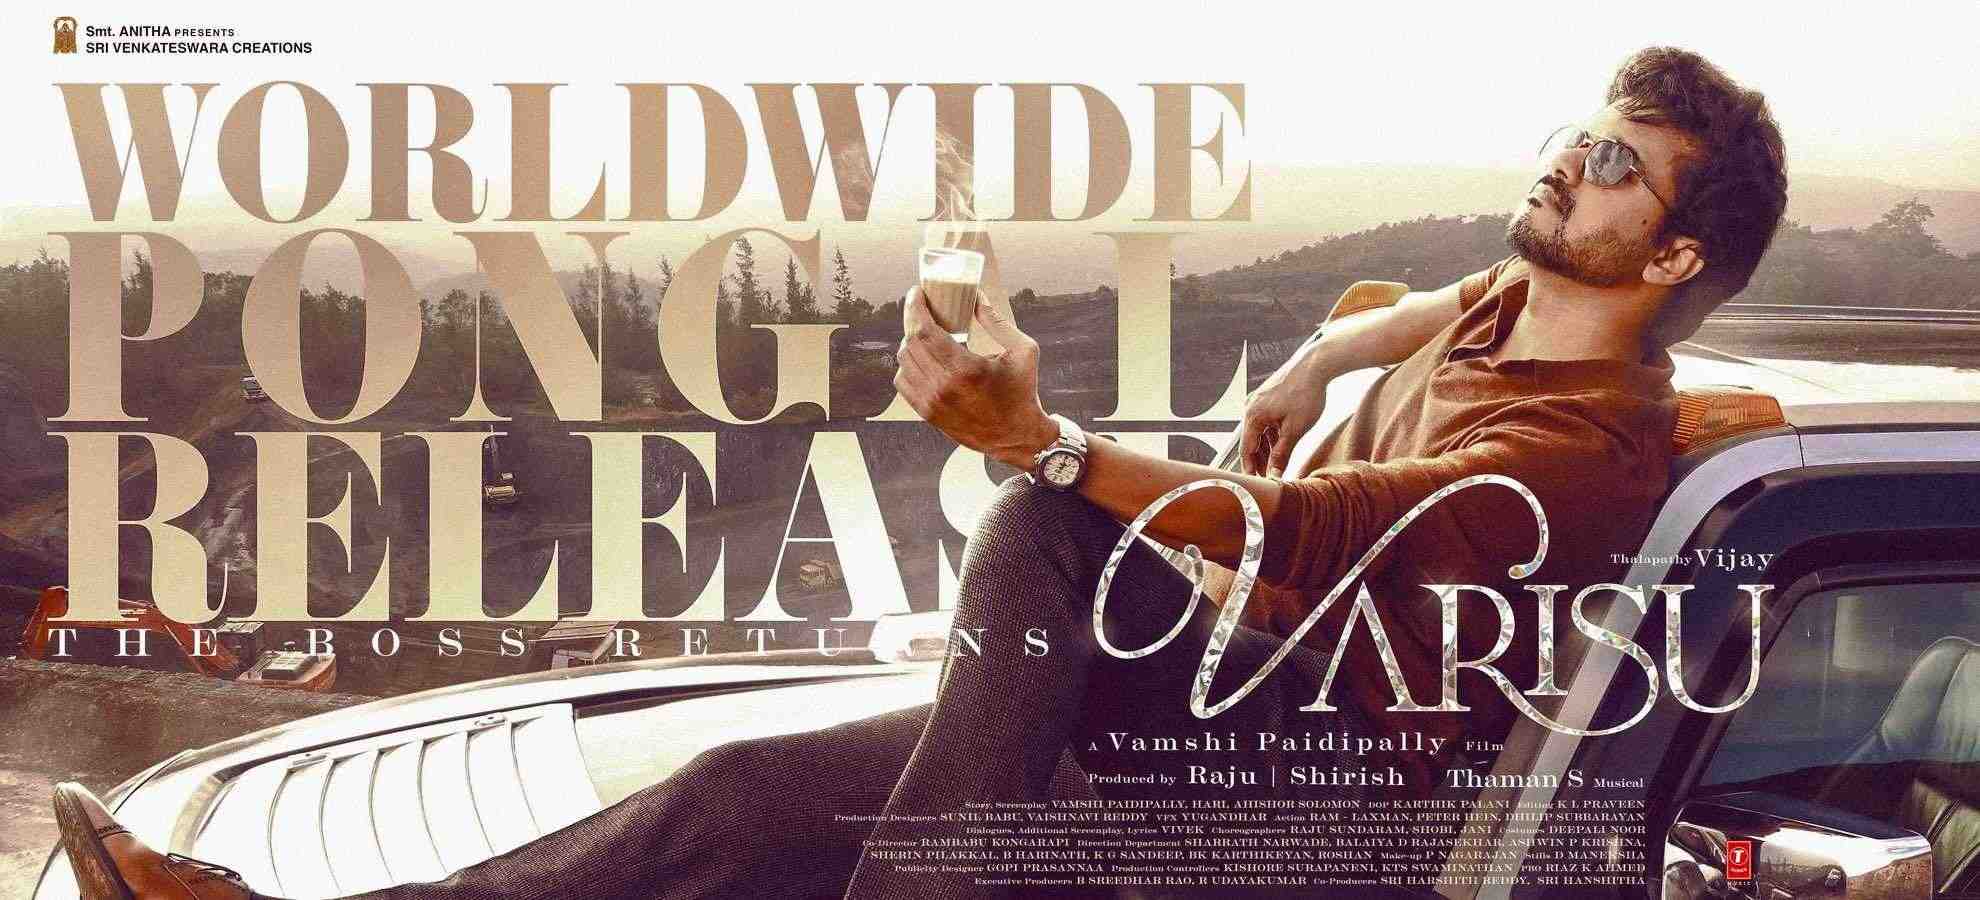 Smt. ANITHA PRESENTS
SRI VENKATESWARA CREATIONS
WORLDWIDE
PONGAL
RELEASE
THE BOSS RETURNS
Thalapathy Vijay
VARISU
A Vamshi Paidipally Film
Produced by Raju | Shirish Thaman S Musical
Story, Screenplay VAMSHI PAIDIPALLY, HARI, AHISHOR SOLOMON DOP KARTHIK PALANI Editing K L PRAVEEN
Production Designers SUNIL BABU, VAISHNAVI REDDY VFX YUGANDHAR Action RAM - LAXMAN, PETER HEIN, DHILIP SUBBARAYAN
Dialogues, Additional Screenplay, Lyrics VIVEK Choreographers RAJU SUNDARAM, SHOBI, JANI Costumes DEEPALI NOOR
Co-Director RAMBABU KONGARAPI Direction Department SHARRATH NARWADE, BALAIYA D RAJASEKHAR, ASHWIN P KRISHNA,
SHERIN PILAKKAL, B HARINATH, K G SANDEEP, BK KARTHIKEYAN, ROSHAN Make-up P NAGARAJAN Stills D MANEKSHA
Publicity Designer GOPI PRASANNAA Production Controllers KISHORE SURAPANENI, KTS SWAMINATHAN PRO RIAZ K AHMED
Executive Producers B SREEDHAR RAO, R UDAYAKUMAR Co-Producers SRI HARSHITH REDDY, SRI HANSHITHA
T
MUSIC